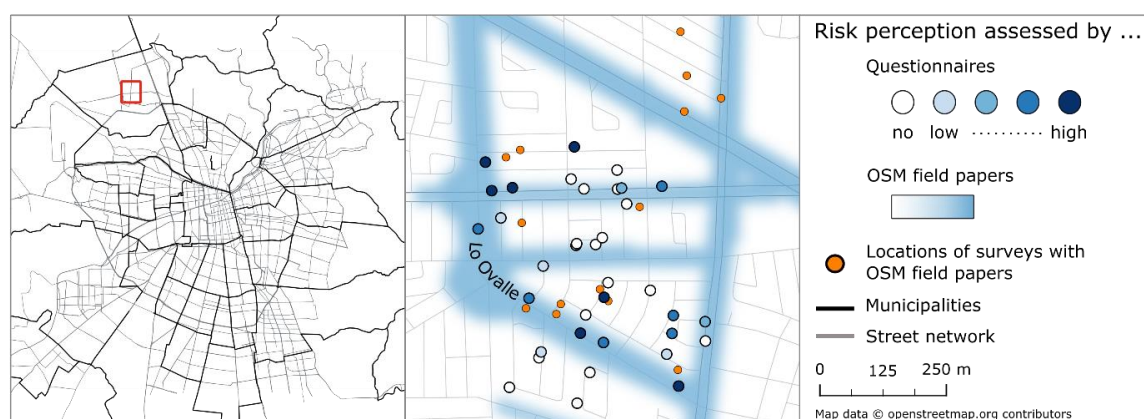 Lo Ovalle
Risk perception assessed by ...
Questionnaires
no low ········· high
OSM field papers
Locations of surveys with
OSM field papers
Municipalities
Street network
0 125 250 m
Map data © openstreetmap.org contributors